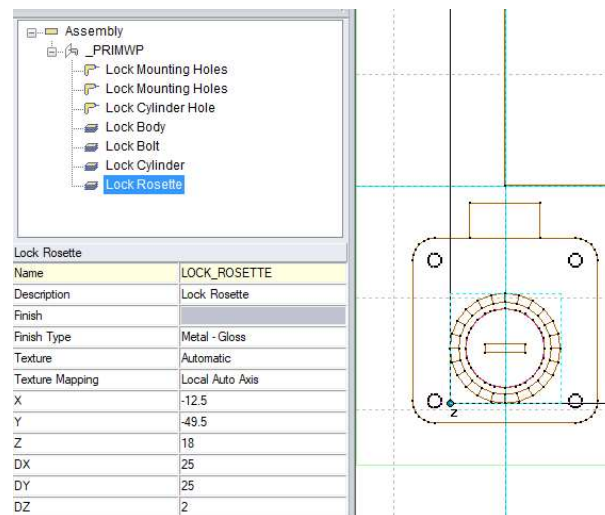 Assembly
_PRIMWP
Lock Mounting Holes
Lock Mounting Holes
Lock Cylinder Hole
Lock Body
Lock Bolt
Lock Cylinder
Lock Rosette
Lock Rosette
Name LOCK_ROSETTE
Description Lock Rosette
Finish
Finish Type Metal - Gloss
Texture Automatic
Texture Mapping Local Auto Axis
X -12.5
Y -49.5
Z 18
DX 25
DY 25
DZ 2
Z